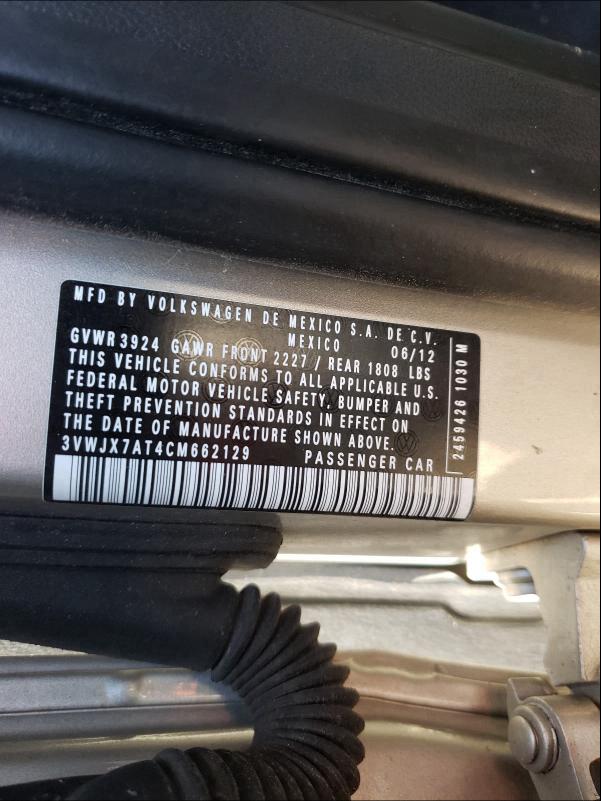 MFD BY VOLKSWAGEN DE MEXICO S.A. DE C.V.
MEXICO 06/12
GVWR 3924 GAWR FRONT 2227 / REAR 1808 LBS
THIS VEHICLE CONFORMS TO ALL APPLICABLE U.S.
FEDERAL MOTOR VEHICLE SAFETY, BUMPER AND
THEFT PREVENTION STANDARDS IN EFFECT ON
THE DATE OF MANUFACTURE SHOWN ABOVE.
3VWJX7AT4CM662129 PASSENGER CAR
2459426 1030 M